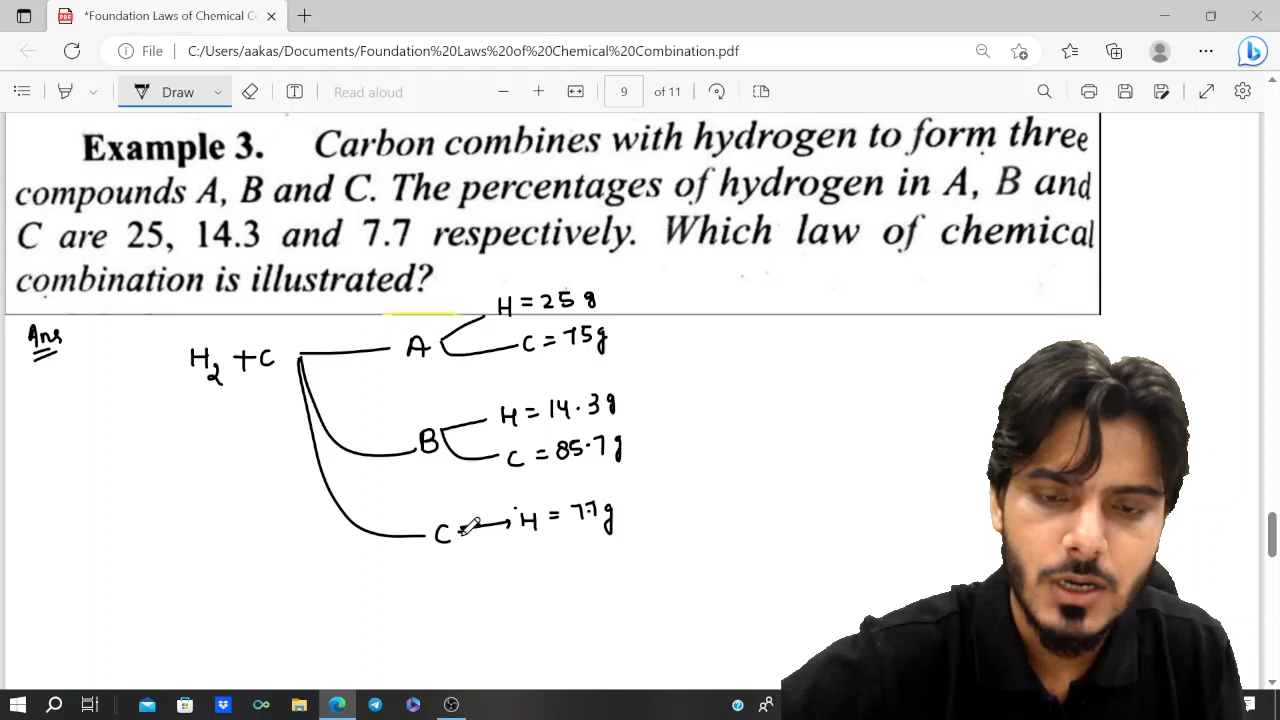 *Foundation Laws of Chemical C
File
C:/Users/aakas/Documents/Foundation%20Laws%20of%20Chemical%20Combination.pdf
Draw
Read aloud
9
of 11
Example 3. Carbon combines with hydrogen to form three
compounds A, B and C. The percentages of hydrogen in A, B and
C are 25, 14.3 and 7.7 respectively. Which law of chemical
combination is illustrated?
Ans
H = 25 g
H₂ + C
A
C = 75g
H = 14.3g
B
C = 85.7g
C
H = 7.7g